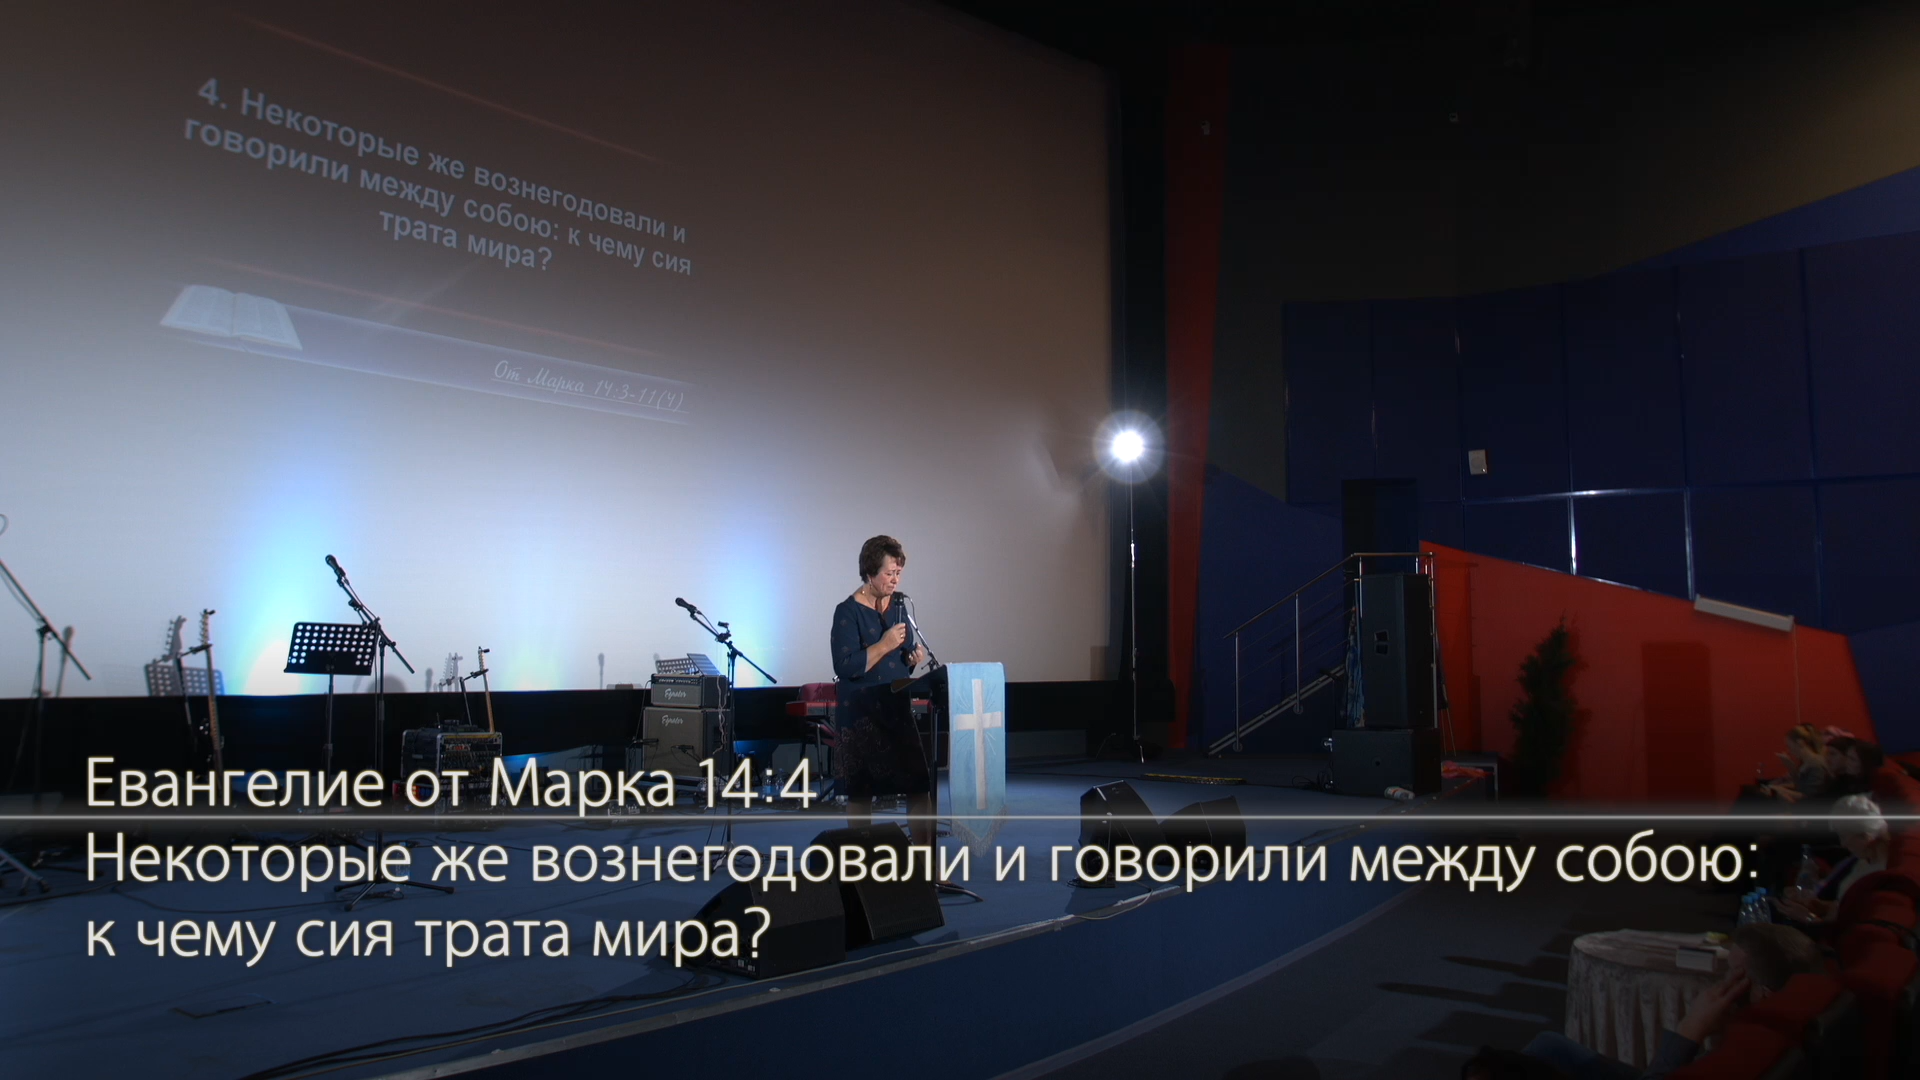 4. Некоторые же вознегодовали и
говорили между собою: к чему сия
трата мира?
От Марка 14:3-11(4)
Евангелие от Марка 14:4
Некоторые же вознегодовали и говорили между собою:
к чему сия трата мира?